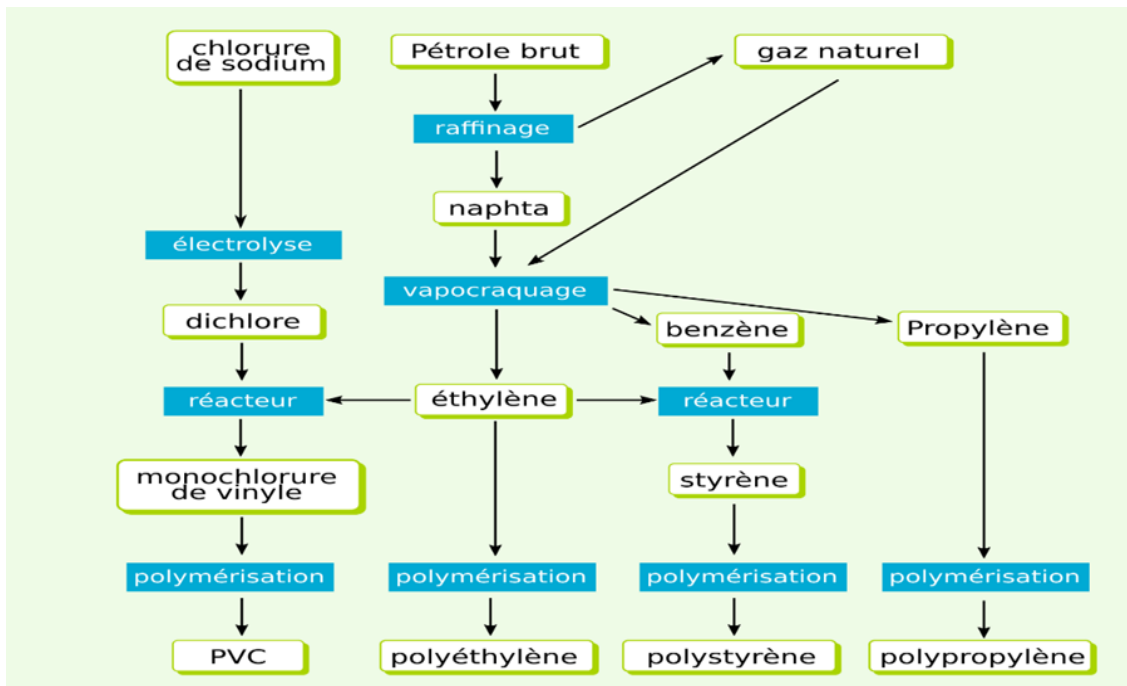 chlorure
de sodium
Pétrole brut
gaz naturel
raffinage
naphta
électrolyse
vapocraquage
dichlore
benzène
Propylène
réacteur
éthylène
réacteur
monochlorure
de vinyle
styrène
polymérisation
polymérisation
polymérisation
polymérisation
PVC
polyéthylène
polystyrène
polypropylène